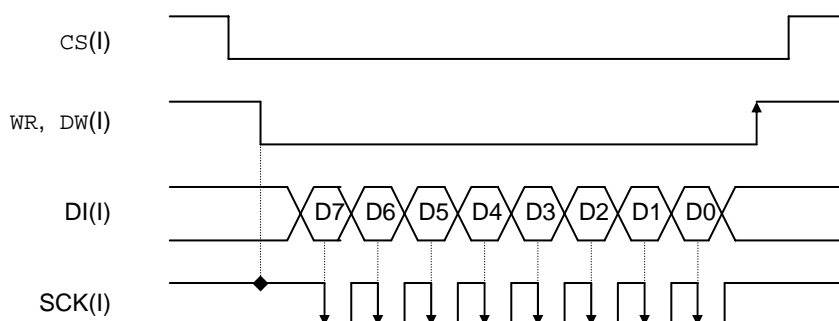 CS(I)
WR, DW(I)
DI(I) D7 D6 D5 D4 D3 D2 D1 D0
SCK(I)